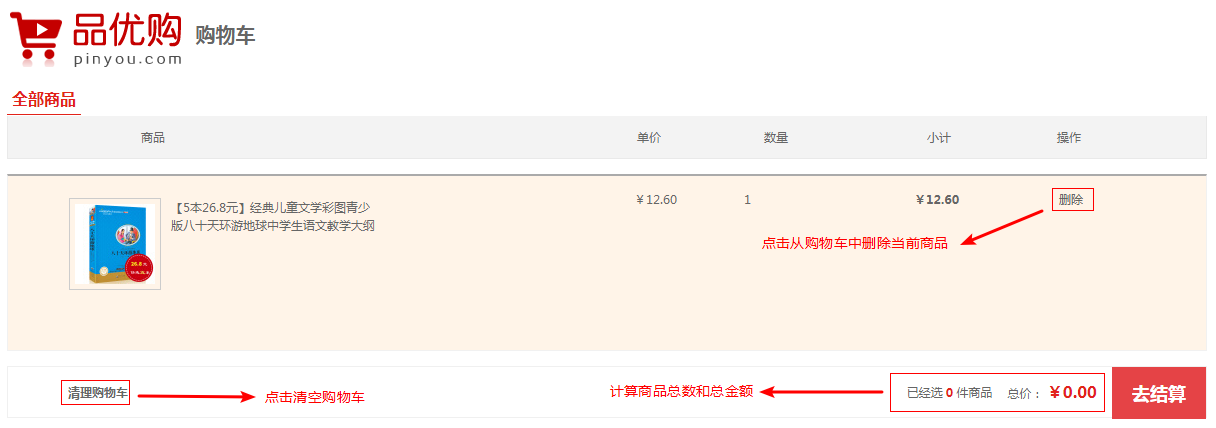 品优购 购物车
pinyou.com
全部商品
商品 单价 数量 小计 操作
【5本26.8元】经典儿童文学彩图青少 ¥12.60 1 ¥12.60 删除
版八十天环游地球中学生语文教学大纲
26.8元
点击从购物车中删除当前商品
清理购物车 点击清空购物车 计算商品总数和总金额 已经选 0 件商品 总价： ¥0.00 去结算